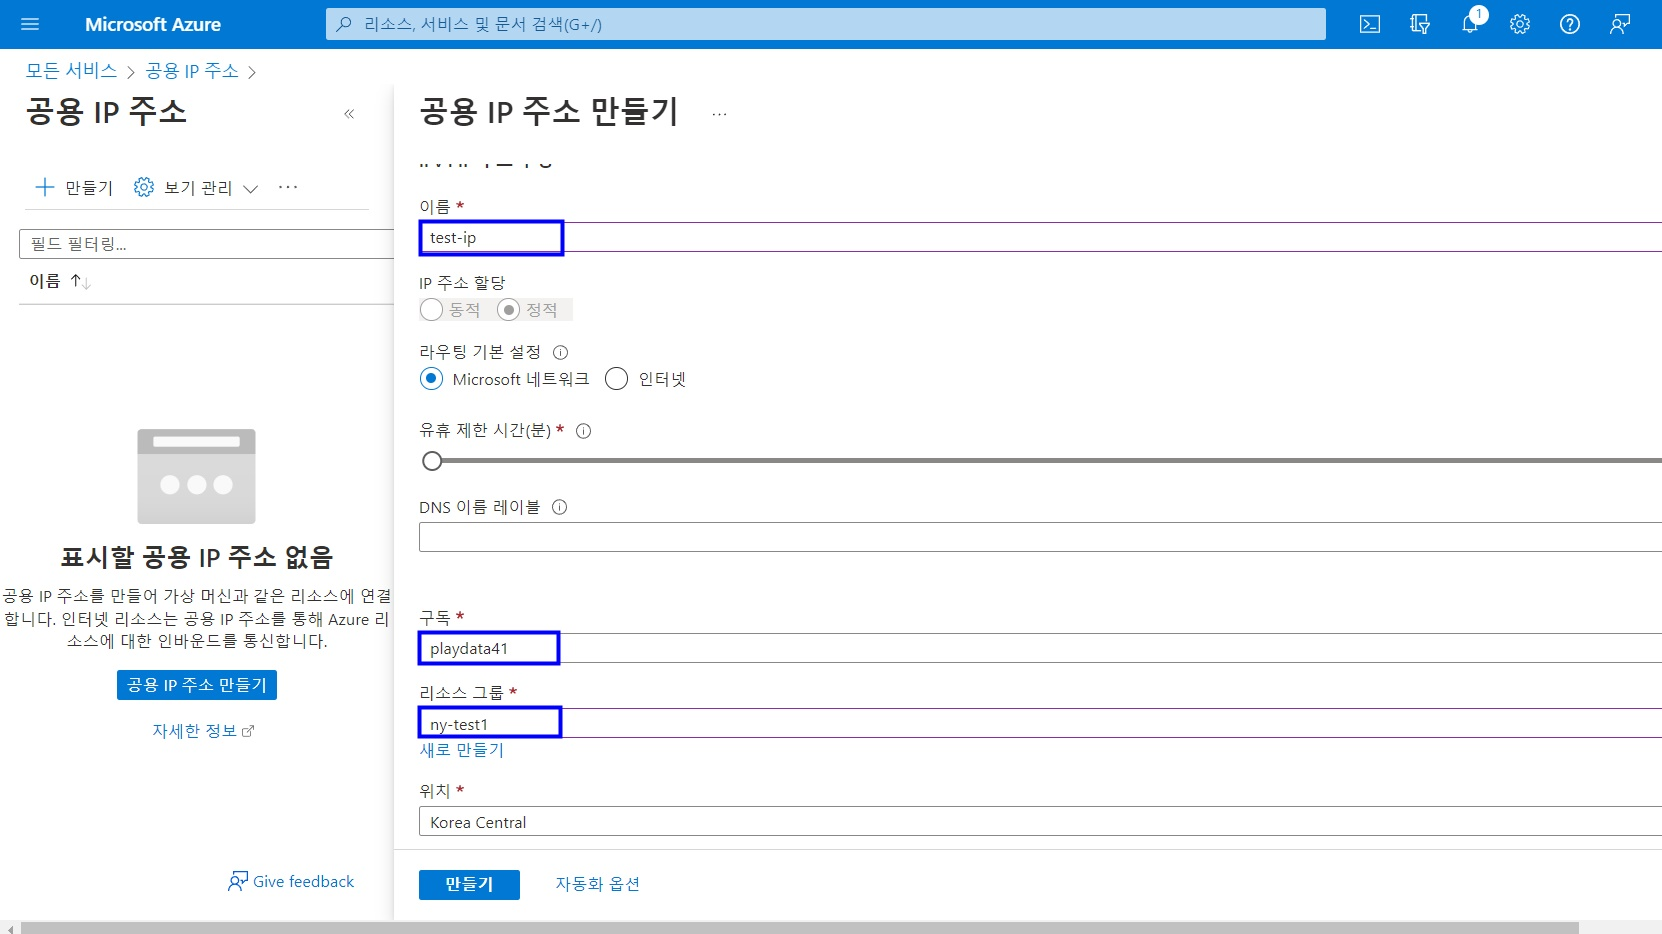 Microsoft Azure
리소스, 서비스 및 문서 검색(G+/)
1
모든 서비스 > 공용 IP 주소 >
공용 IP 주소 «
만들기 보기 관리 ...
필드 필터링...
이름 ↑↓
표시할 공용 IP 주소 없음
공용 IP 주소를 만들어 가상 머신과 같은 리소스에 연결
합니다. 인터넷 리소스는 공용 IP 주소를 통해 Azure 리
소스에 대한 인바운드를 통신합니다.
공용 IP 주소 만들기
자세한 정보
Give feedback
공용 IP 주소 만들기 ...
이름 *
test-ip
IP 주소 할당
동적 정적
라우팅 기본 설정
Microsoft 네트워크 인터넷
유휴 제한 시간(분) *
DNS 이름 레이블
구독 *
playdata41
리소스 그룹 *
ny-test1
새로 만들기
위치 *
Korea Central
만들기 자동화 옵션